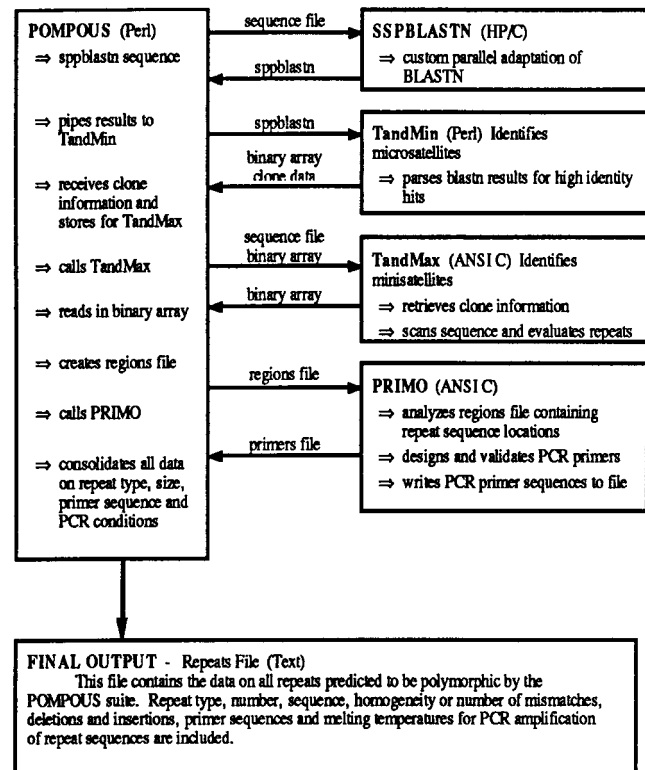 POMPOUS (Perl)
⇒ sppblastn sequence
⇒ pipes results to
TandMin
⇒ receives clone
information and
stores for TandMax
⇒ calls TandMax
⇒ reads in binary array
⇒ creates regions file
⇒ calls PRIMO
⇒ consolidates all data
on repeat type, size,
primer sequence and
PCR conditions
sequence file
sppblastn
sppblastn
binary array
clone data
sequence file
binary array
binary array
regions file
primers file
SSPBLASTN (HP/C)
⇒ custom parallel adaptation of
BLASTN
TandMin (Perl) Identifies
microsatellites
⇒ parses blastn results for high identity
hits
TandMax (ANSI C) Identifies
minisatellites
⇒ retrieves clone information
⇒ scans sequence and evaluates repeats
PRIMO (ANSI C)
⇒ analyzes regions file containing
repeat sequence locations
⇒ designs and validates PCR primers
⇒ writes PCR primer sequences to file
FINAL OUTPUT - Repeats File (Text)
This file contains the data on all repeats predicted to be polymorphic by the
POMPOUS suite. Repeat type, number, sequence, homogeneity or number of mismatches,
deletions and insertions, primer sequences and melting temperatures for PCR amplification
of repeat sequences are included.